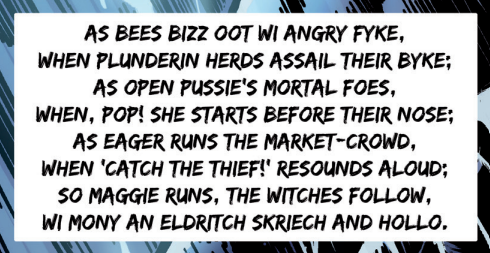 AS BEES BIZZ OOT WI ANGRY FYKE,
WHEN PLUNDERIN HERDS ASSAIL THEIR BYKE;
AS OPEN PUSSIE'S MORTAL FOES,
WHEN, POP! SHE STARTS BEFORE THEIR NOSE;
AS EAGER RUNS THE MARKET-CROWD,
WHEN 'CATCH THE THIEF!' RESOUNDS ALOUD;
SO MAGGIE RUNS, THE WITCHES FOLLOW,
WI MONY AN ELDRITCH SKRIECH AND HOLLO.